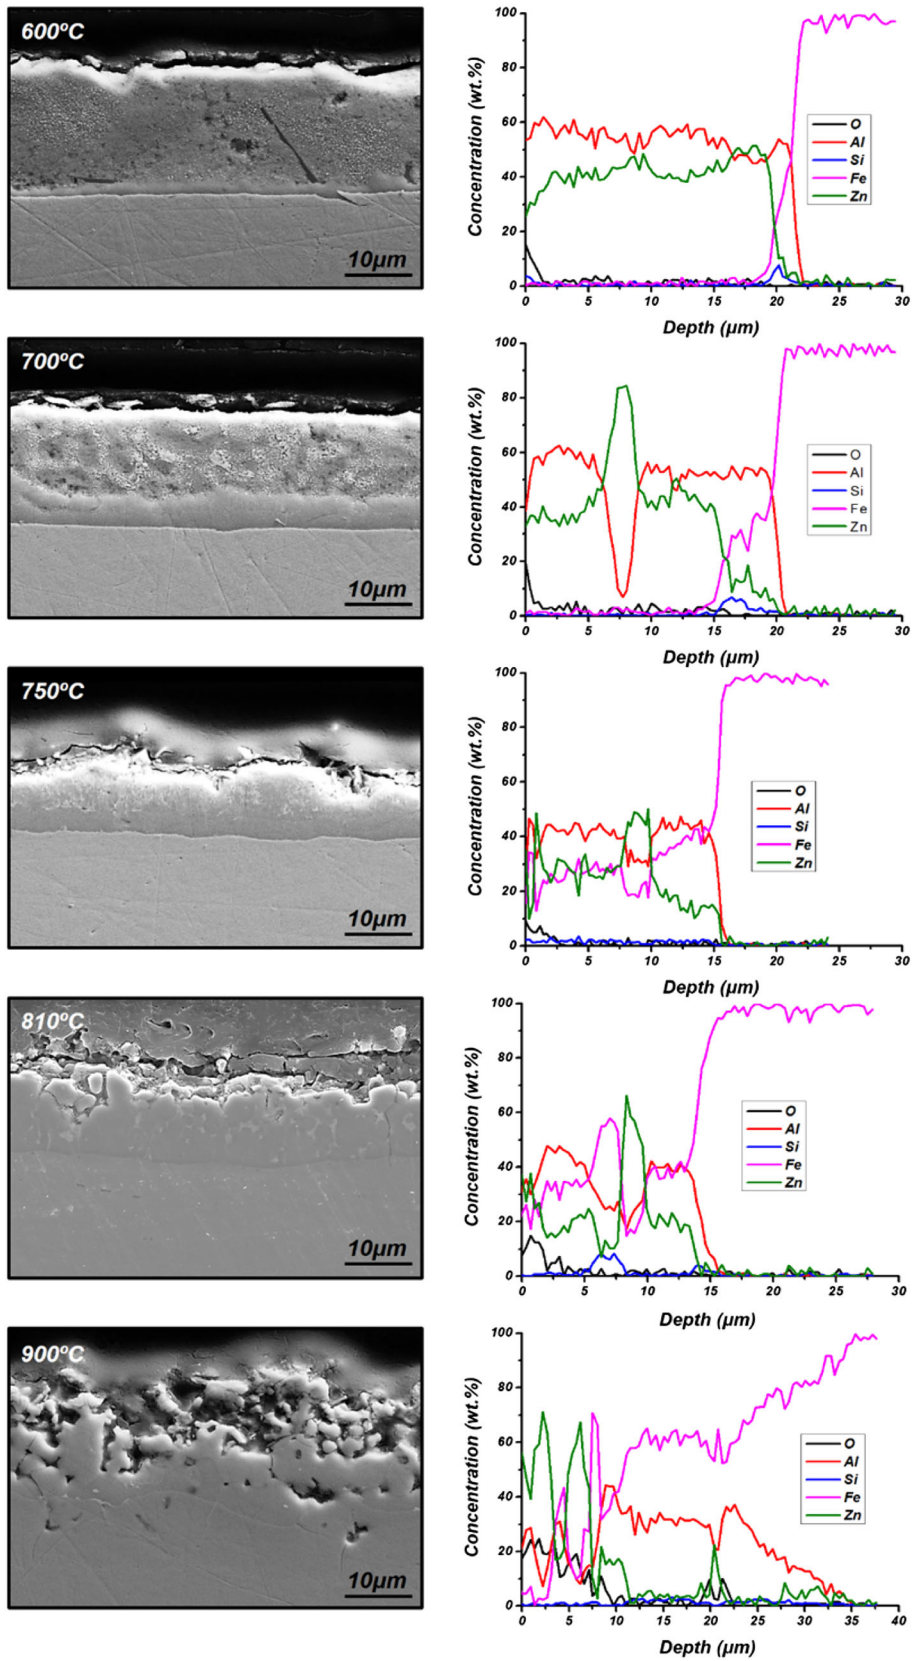 600ºC
10µm
Concentration (wt.%)
100
80
60
40
20
0
0 5 10 15 20 25 30
Depth (µm)
O
Al
Si
Fe
Zn
700ºC
10µm
Concentration (wt.%)
100
80
60
40
20
0
0 5 10 15 20 25 30
Depth (µm)
O
Al
Si
Fe
Zn
750ºC
10µm
Concentration (wt.%)
100
80
60
40
20
0
0 5 10 15 20 25 30
Depth (µm)
O
Al
Si
Fe
Zn
810ºC
10µm
Concentration (wt.%)
100
80
60
40
20
0
0 5 10 15 20 25 30
Depth (µm)
O
Al
Si
Fe
Zn
900ºC
10µm
Concentration (wt.%)
100
80
60
40
20
0
0 5 10 15 20 25 30 35 40
Depth (µm)
O
Al
Si
Fe
Zn